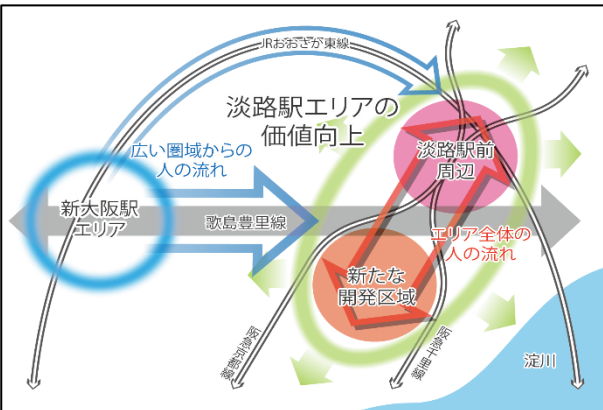 JRおおさか東線
淡路駅エリアの
価値向上
広い圏域からの
人の流れ
淡路駅前
周辺
新大阪駅
エリア
歌島豊里線
エリア全体の
人の流れ
新たな
開発区域
阪急京都線
阪急千里線
淀川